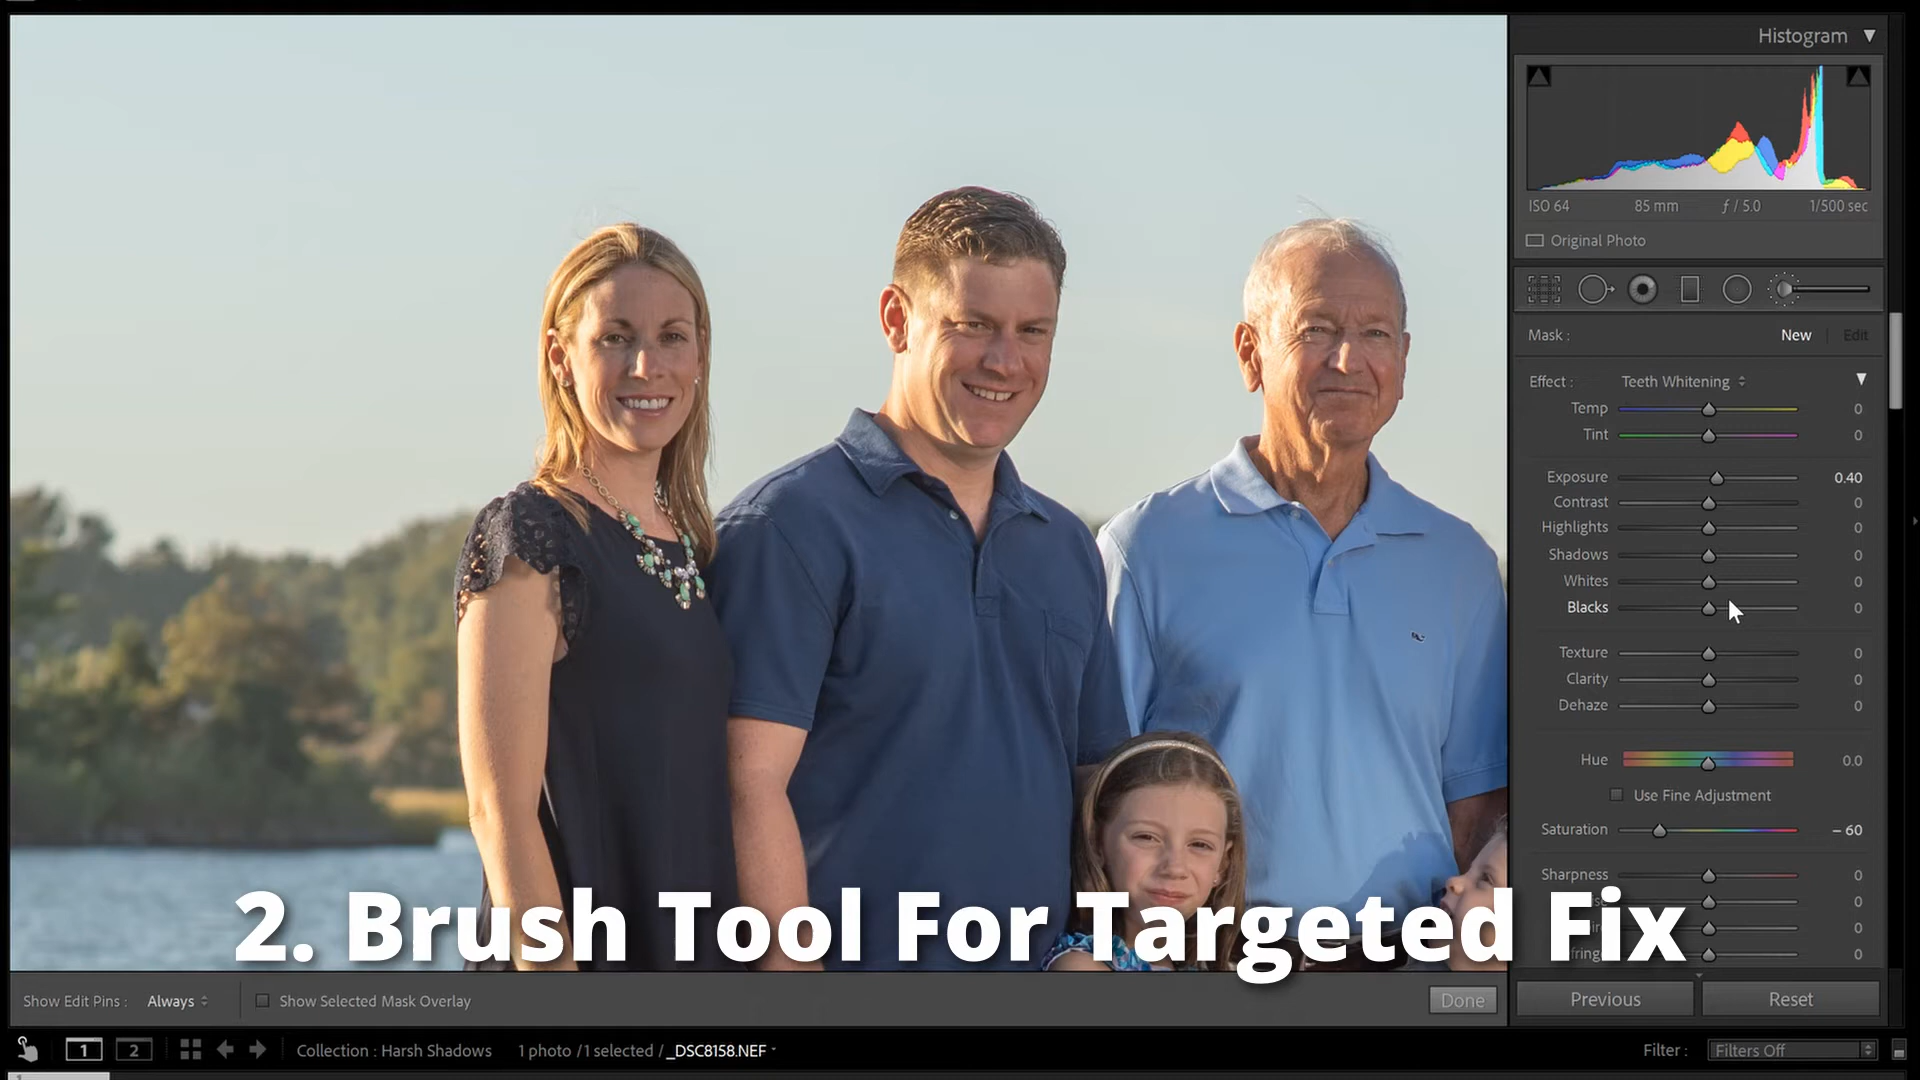 Histogram
ISO 64 85 mm ƒ / 5.0 1/500 sec
Original Photo
Mask : New Edit
Effect : Teeth Whitening
Temp 0
Tint 0
Exposure 0.40
Contrast 0
Highlights 0
Shadows 0
Whites 0
Blacks 0
Texture 0
Clarity 0
Dehaze 0
Hue 0.0
Use Fine Adjustment
Saturation – 60
Sharpness 0
0
0
0
2. Brush Tool For Targeted Fix
Show Edit Pins : Always Show Selected Mask Overlay Done Previous Reset
1 2 Collection : Harsh Shadows 1 photo /1 selected / _DSC8158.NEF Filter : Filters Off